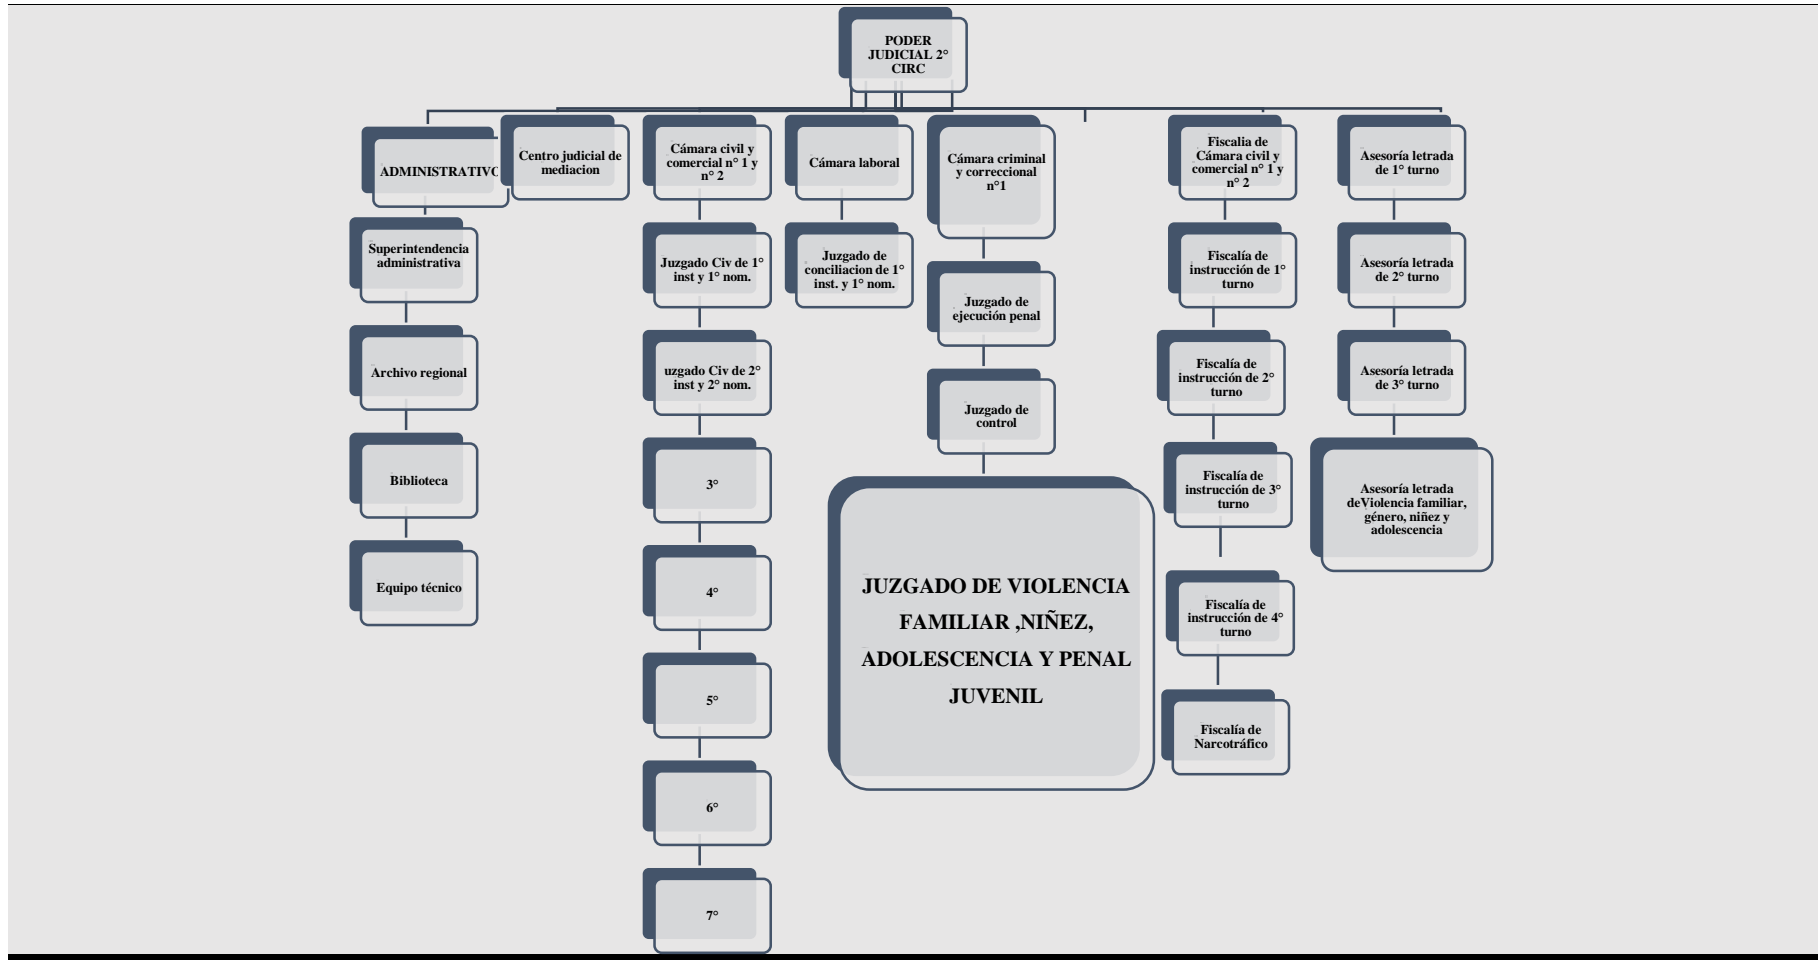 PODER
JUDICIAL 2°
CIRC
ADMINISTRATIVO
Superintendencia
administrativa
Archivo regional
Biblioteca
Equipo técnico
Centro judicial de
mediacion
Cámara civil y
comercial n° 1 y
n° 2
Juzgado Civ de 1°
inst y 1° nom.
uzgado Civ de 2°
inst y 2° nom.
3°
4°
5°
6°
7°
Cámara laboral
Juzgado de
conciliacion de 1°
inst. y 1° nom.
Cámara criminal
y correccional
n°1
Juzgado de
ejecución penal
Juzgado de
control
JUZGADO DE VIOLENCIA
FAMILIAR ,NIÑEZ,
ADOLESCENCIA Y PENAL
JUVENIL
Fiscalia de
Cámara civil y
comercial n° 1 y
n° 2
Fiscalía de
instrucción de 1°
turno
Fiscalía de
instrucción de 2°
turno
Fiscalía de
instrucción de 3°
turno
Fiscalía de
instrucción de 4°
turno
Fiscalía de
Narcotráfico
Asesoría letrada
de 1° turno
Asesoría letrada
de 2° turno
Asesoría letrada
de 3° turno
Asesoría letrada
deViolencia familiar,
género, niñez y
adolescencia